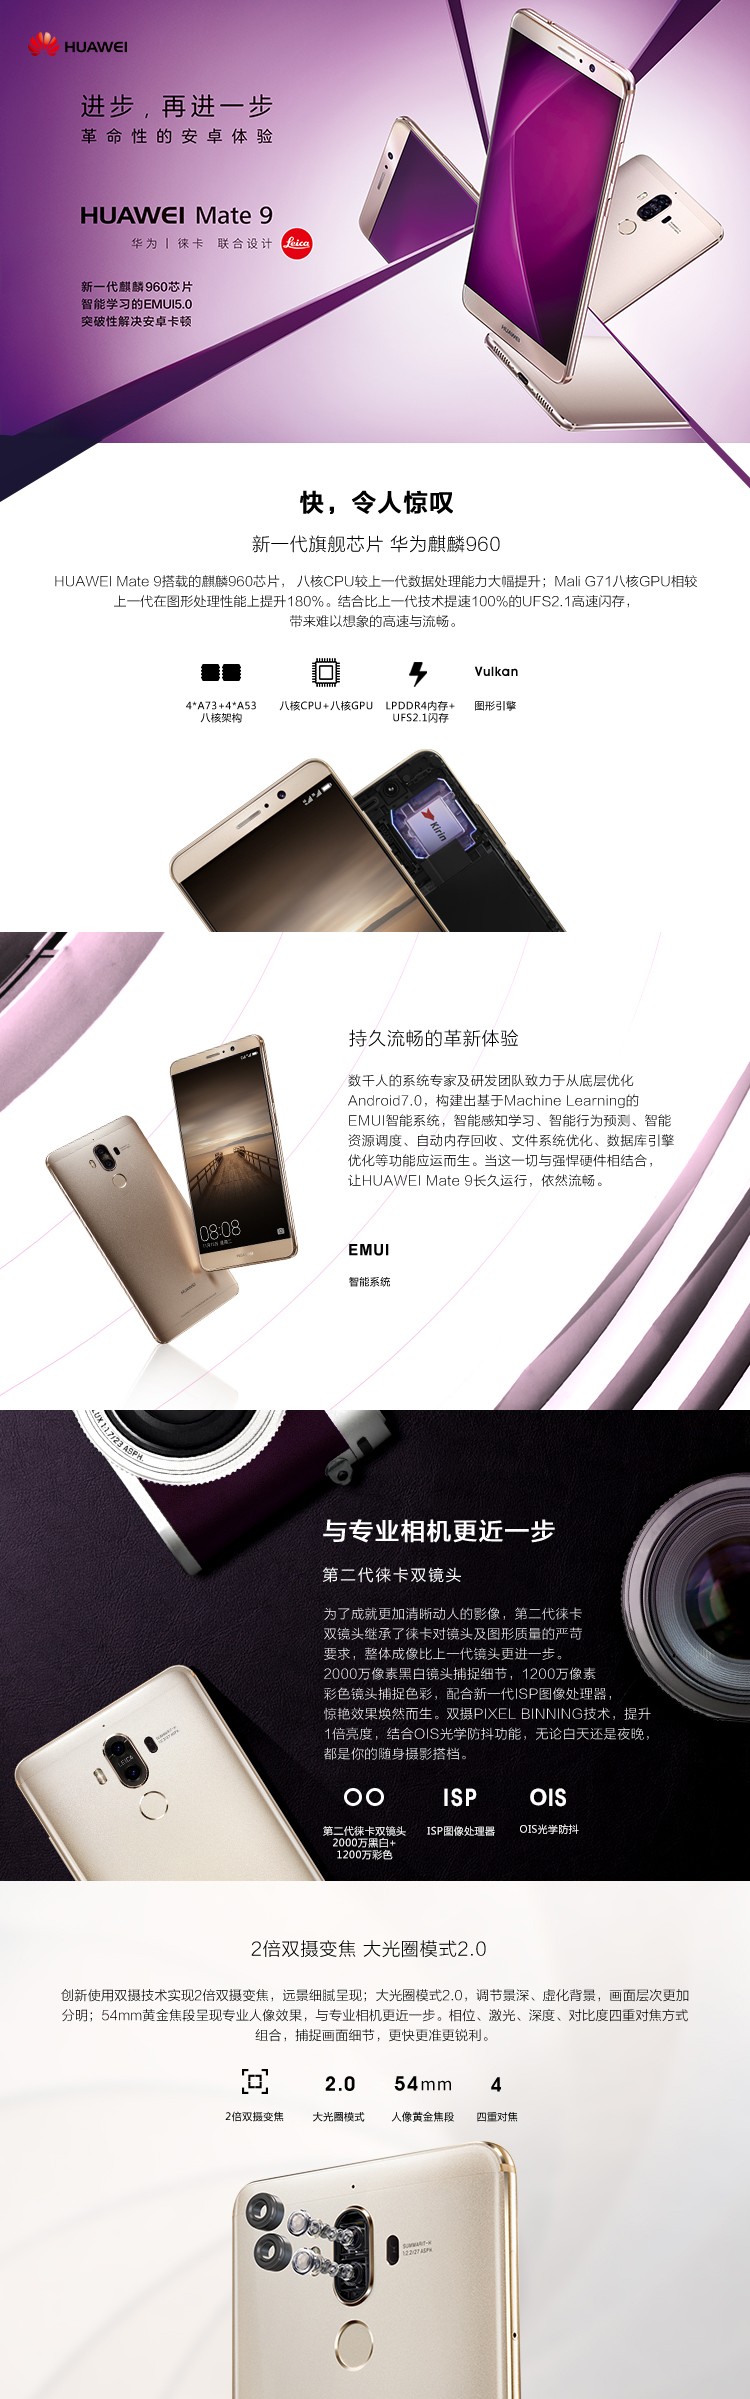 HUAWEI
进步,再进一步
革命性的安卓体验
HUAWEI Mate 9
华为 | 徕卡 联合设计 Leica
新一代麒麟960芯片
智能学习的EMUI5.0
突破性解决安卓卡顿
HUAWEI
快，令人惊叹
新一代旗舰芯片 华为麒麟960
HUAWEI Mate 9搭载的麒麟960芯片， 八核CPU较上一代数据处理能力大幅提升；Mali G71八核GPU相较
上一代在图形处理性能上提升180%。结合比上一代技术提速100%的UFS2.1高速闪存，
带来难以想象的高速与流畅。
Vulkan
4*A73+4*A53 八核CPU+八核GPU LPDDR4内存+ 图形引擎
八核架构 UFS2.1闪存
Kirin
持久流畅的革新体验
数千人的系统专家及研发团队致力于从底层优化
Android7.0，构建出基于Machine Learning的
EMUI智能系统，智能感知学习、智能行为预测、智能
资源调度、自动内存回收、文件系统优化、数据库引擎
优化等功能应运而生。当这一切与强悍硬件相结合，
让HUAWEI Mate 9长久运行，依然流畅。
08:08
HUAWEI
EMUI
智能系统
LUX 1:1.7/23 ASPH.
与专业相机更近一步
第二代徕卡双镜头
为了成就更加清晰动人的影像，第二代徕卡
双镜头继承了徕卡对镜头及图形质量的严苛
要求，整体成像比上一代镜头更进一步。
2000万像素黑白镜头捕捉细节，1200万像素
彩色镜头捕捉色彩，配合新一代ISP图像处理器，
惊艳效果焕然而生。双摄PIXEL BINNING技术，提升
1倍亮度，结合OIS光学防抖功能，无论白天还是夜晚，
都是你的随身摄影搭档。
LEICA
ISP OIS
第二代徕卡双镜头 ISP图像处理器 OIS光学防抖
2000万黑白+
1200万彩色
2倍双摄变焦 大光圈模式2.0
创新使用双摄技术实现2倍双摄变焦，远景细腻呈现；大光圈模式2.0，调节景深、虚化背景，画面层次更加
分明；54mm黄金焦段呈现专业人像效果，与专业相机更近一步。相位、激光、深度、对比度四重对焦方式
组合，捕捉画面细节，更快更准更锐利。
2.0 54mm 4
2倍双摄变焦 大光圈模式 人像黄金焦段 四重对焦
SUMMARIT-H
1:2.2/27 ASPH